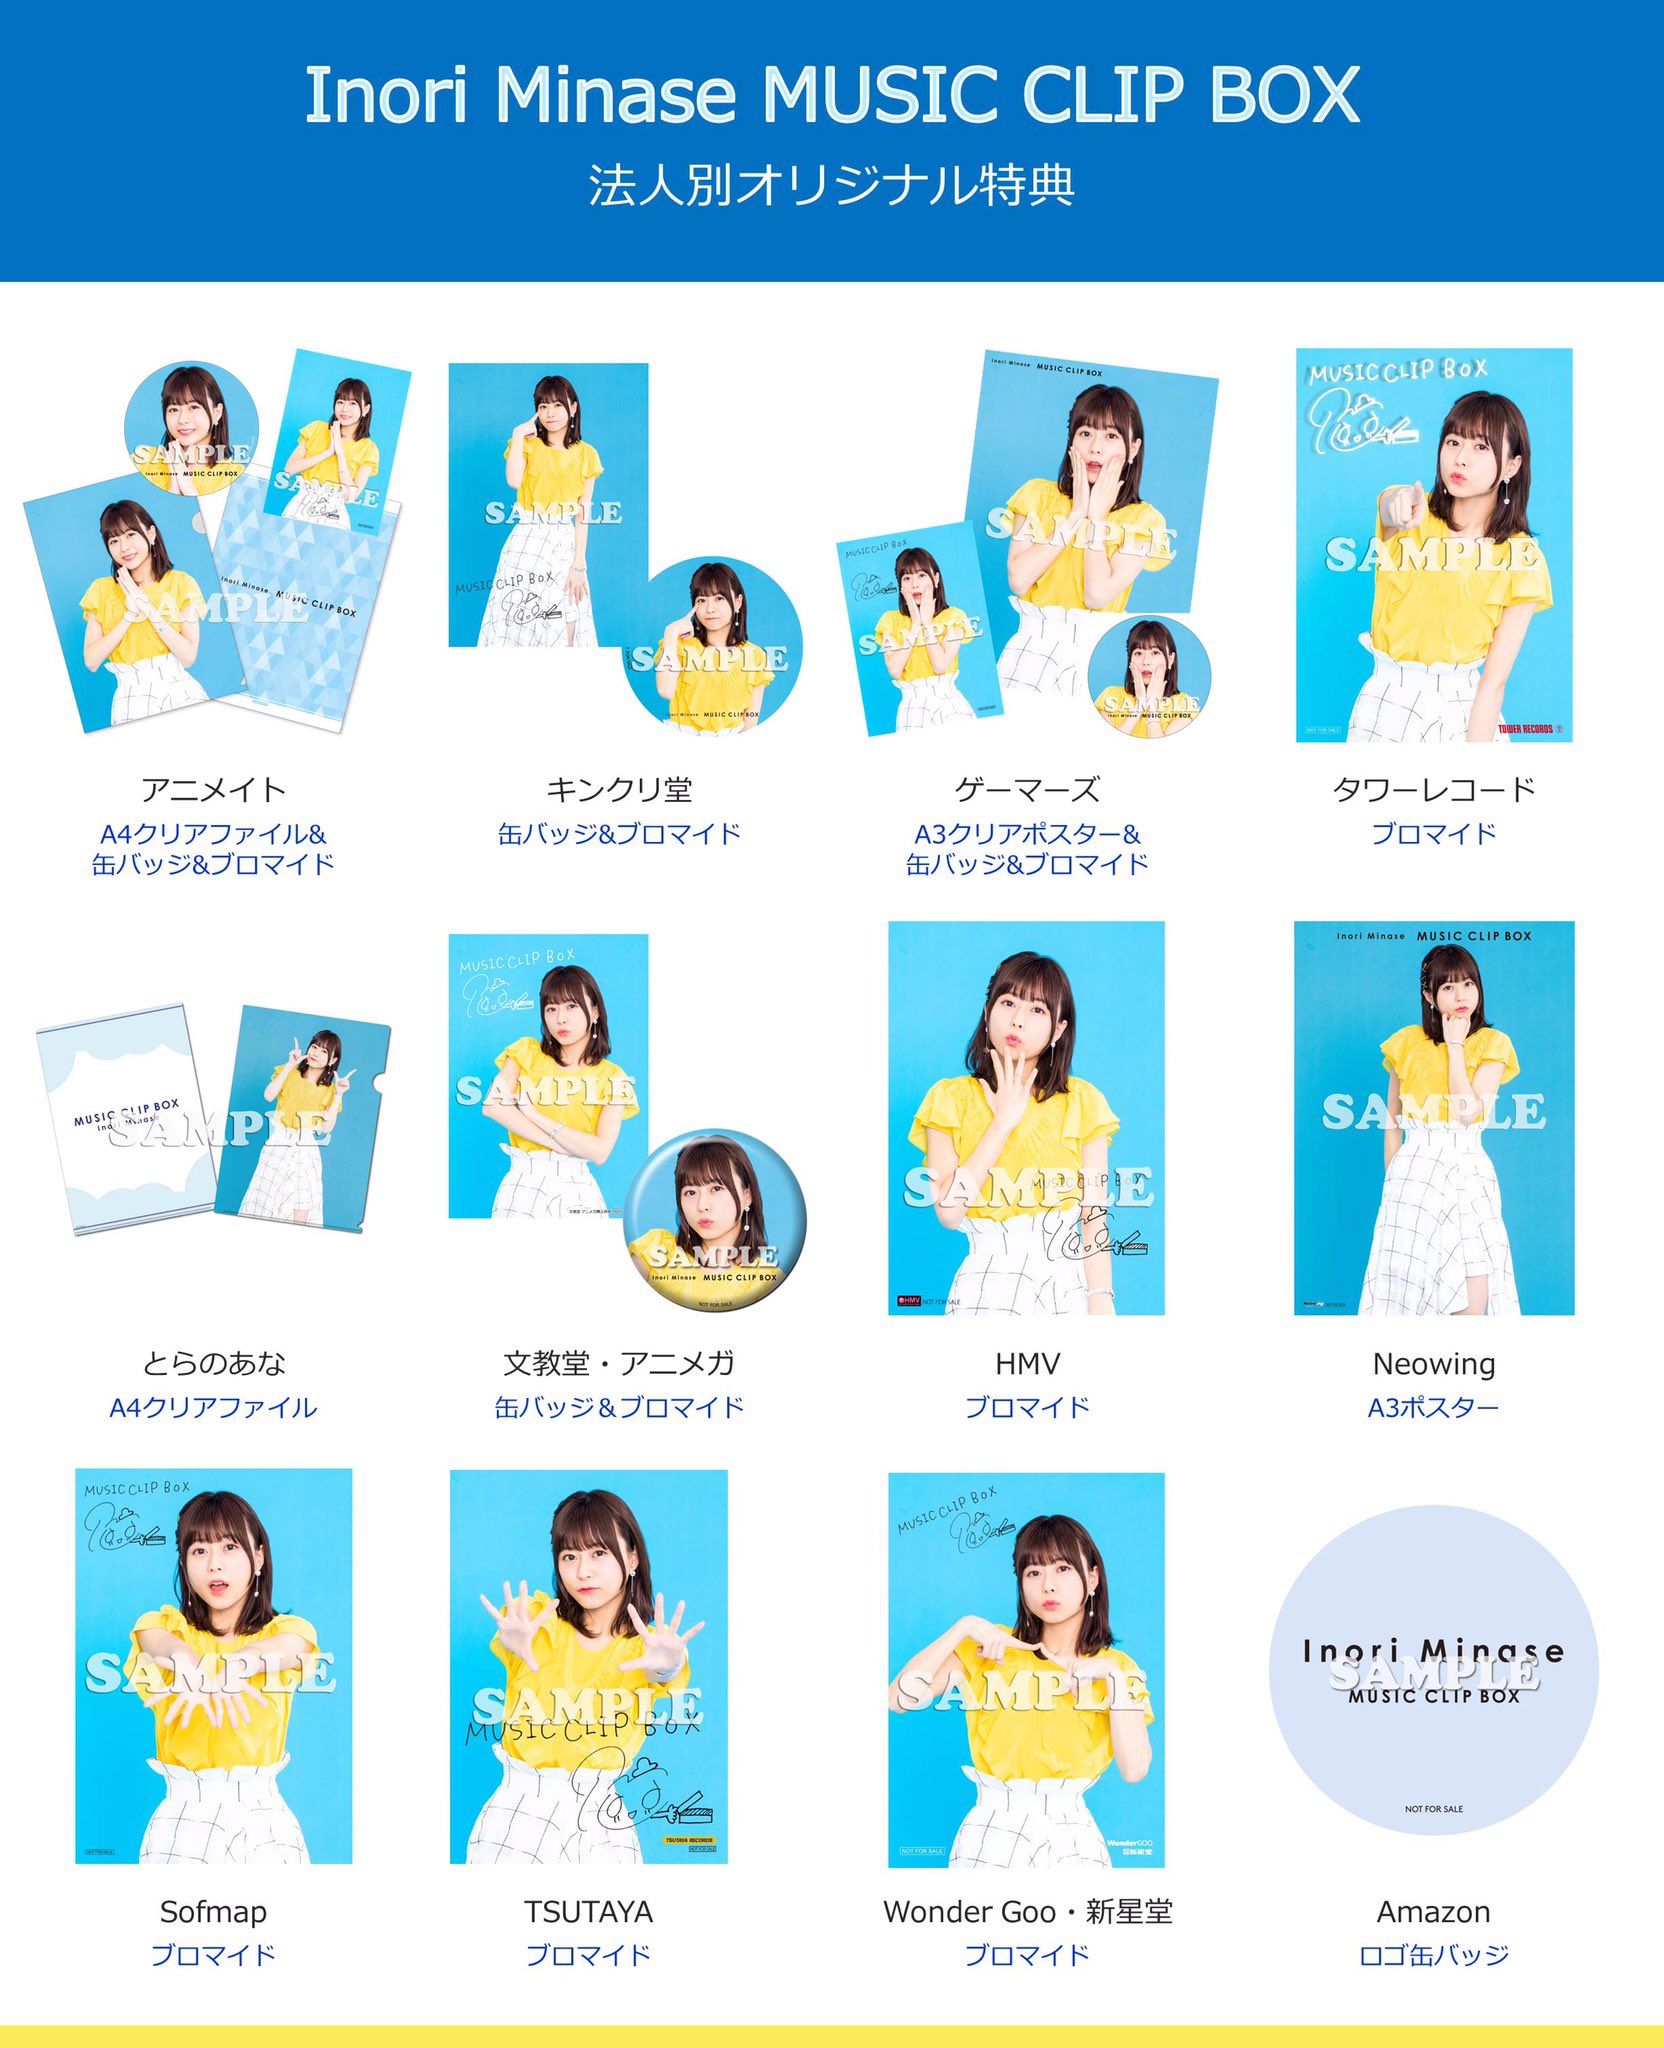 Inori Minase MUSIC CLIP BOX
法人別オリジナル特典
SAMPLE
Inori Minase MUSIC CLIP BOX
SAMPLE
Inori Minase MUSIC CLIP BOX
SAMPLE
アニメイト
A4クリアファイル&
缶バッジ&ブロマイド
SAMPLE
MUSIC CLIP BOX
SAMPLE
Inori Minase MUSIC CLIP BOX
キンクリ堂
缶バッジ&ブロマイド
Inori Minase MUSIC CLIP BOX
SAMPLE
MUSIC CLIP BOX
SAMPLE
SAMPLE
Inori Minase MUSIC CLIP BOX
ゲーマーズ
A3クリアポスター&
缶バッジ&ブロマイド
MUSIC CLIP BOX
SAMPLE
NOT FOR SALE
TOWER RECORDS
タワーレコード
ブロマイド
MUSIC CLIP BOX
Inori Minase
SAMPLE
とらのあな
A4クリアファイル
MUSIC CLIP BOX
SAMPLE
SAMPLE
Inori Minase MUSIC CLIP BOX
NOT FOR SALE
文教堂・アニメガ
缶バッジ＆ブロマイド
SAMPLE
MUSIC CLIP BOX
HMV NOT FOR SALE
HMV
ブロマイド
Inori Minase MUSIC CLIP BOX
SAMPLE
Neowing
A3ポスター
MUSIC CLIP BOX
SAMPLE
NOT FOR SALE
Sofmap
ブロマイド
SAMPLE
MUSIC CLIP BOX
TSUTAYA RECORDS
NOT FOR SALE
TSUTAYA
ブロマイド
MUSIC CLIP BOX
SAMPLE
NOT FOR SALE
WonderGOO
新星堂
Wonder Goo・新星堂
ブロマイド
Inori Minase
SAMPLE
MUSIC CLIP BOX
NOT FOR SALE
Amazon
ロゴ缶バッジ